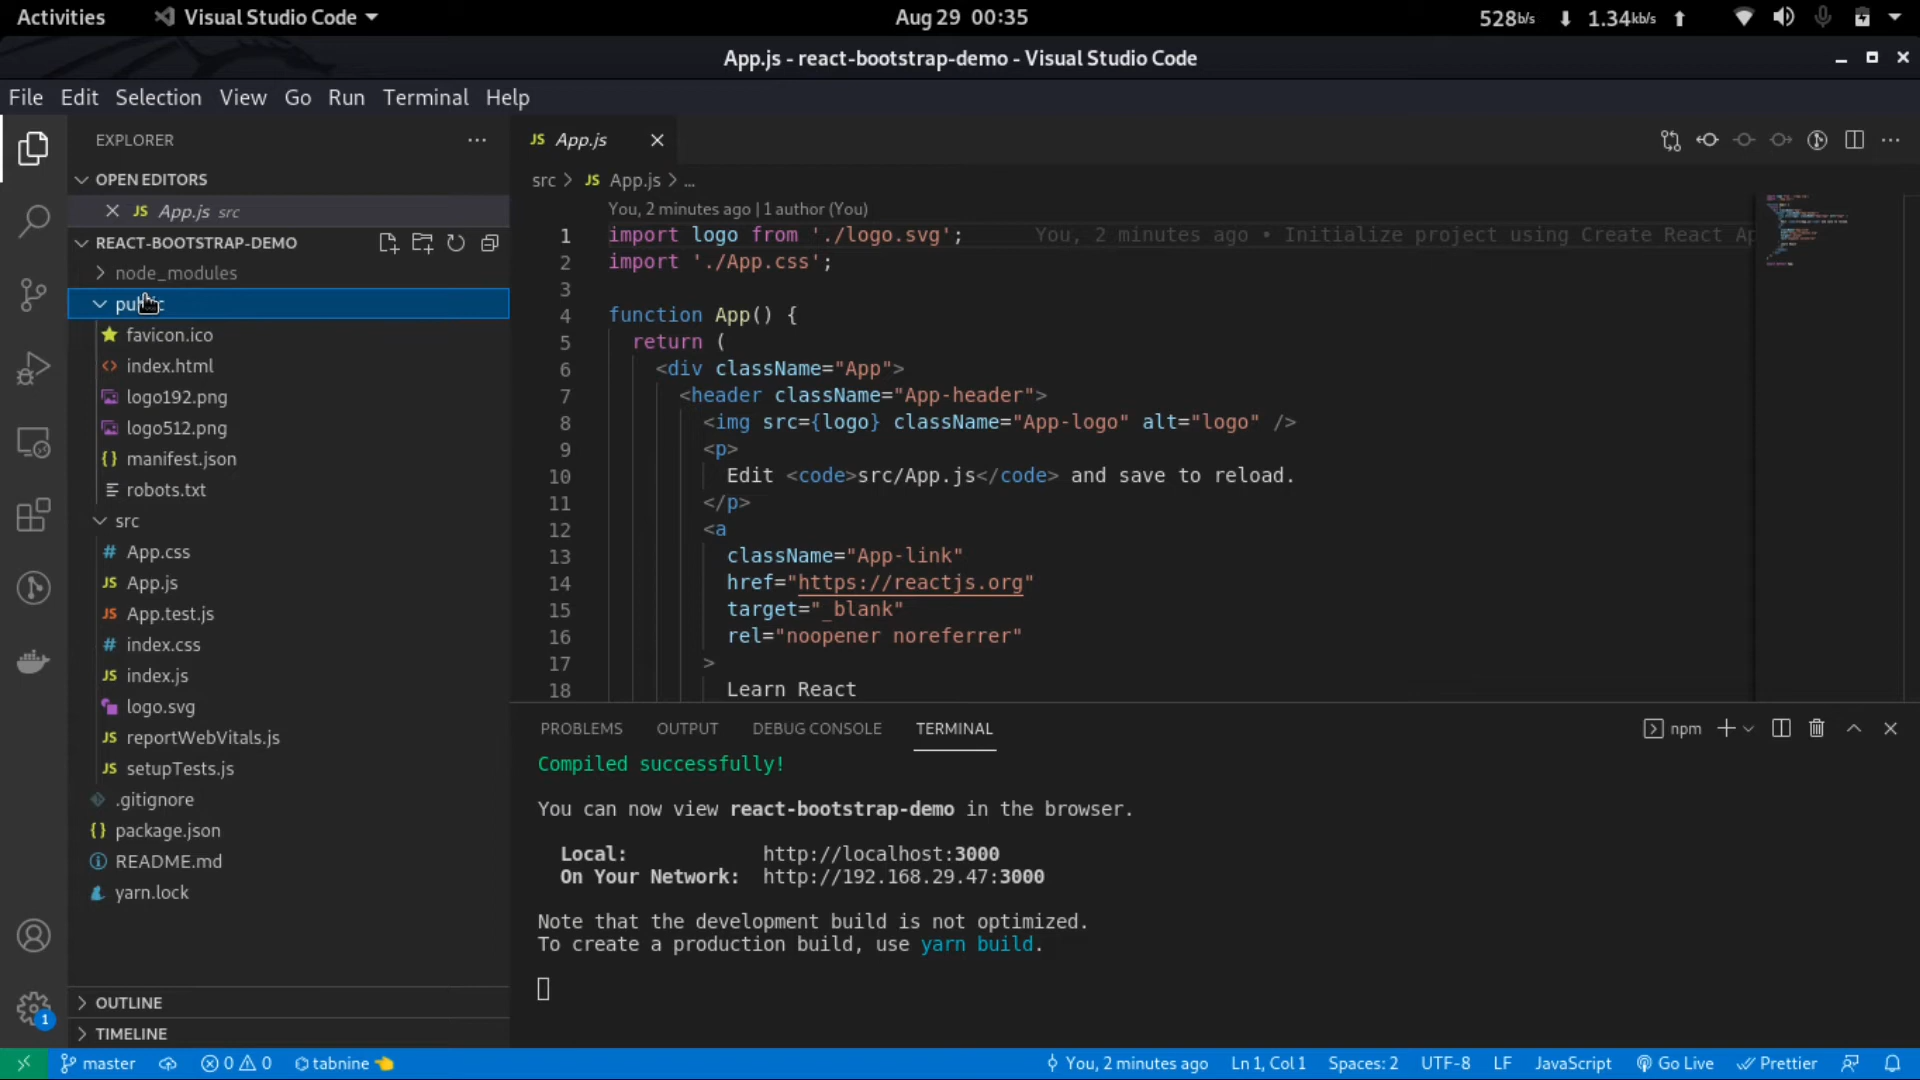 Activities
Visual Studio Code
Aug 29 00:35
528b/s
1.34kb/s
App.js - react-bootstrap-demo - Visual Studio Code
File Edit Selection View Go Run Terminal Help
EXPLORER
OPEN EDITORS
App.js src
REACT-BOOTSTRAP-DEMO
node_modules
favicon.ico
index.html
logo192.png
logo512.png
manifest.json
robots.txt
src
App.css
App.js
App.test.js
index.css
index.js
logo.svg
reportWebVitals.js
setupTests.js
.gitignore
package.json
README.md
yarn.lock
OUTLINE
TIMELINE
JS App.js
src > JS App.js > ...
You, 2 minutes ago | 1 author (You)
1 import logo from './logo.svg'; You, 2 minutes ago • Initialize project using Create React Ap
2 import './App.css';
3
4 function App() {
5 return (
6 <div className="App">
7 <header className="App-header">
8 <img src={logo} className="App-logo" alt="logo" />
9 <p>
10 Edit <code>src/App.js</code> and save to reload.
11 </p>
12 <a
13 className="App-link"
14 href="https://reactjs.org"
15 target="_blank"
16 rel="noopener noreferrer"
17 >
18 Learn React
PROBLEMS OUTPUT DEBUG CONSOLE TERMINAL
npm
Compiled successfully!
You can now view react-bootstrap-demo in the browser.
Local: http://localhost:3000
On Your Network: http://192.168.29.47:3000
Note that the development build is not optimized.
To create a production build, use yarn build.
1
master 0 0 tabnine You, 2 minutes ago Ln 1, Col 1 Spaces: 2 UTF-8 LF JavaScript Go Live Prettier